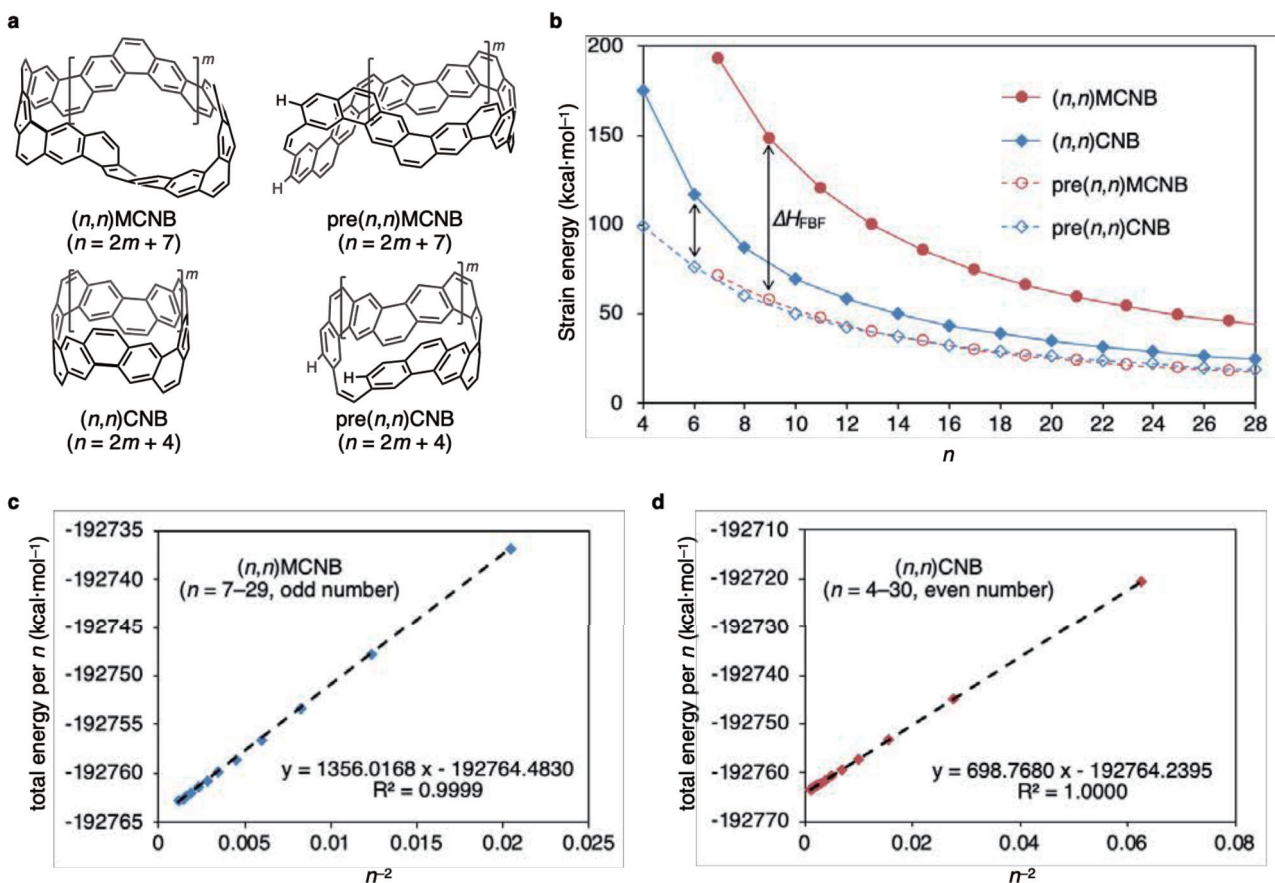 a
m
m
H
H
(n,n)MCNB
(n = 2m + 7)
pre(n,n)MCNB
(n = 2m + 7)
m
m
H
H
(n,n)CNB
(n = 2m + 4)
pre(n,n)CNB
(n = 2m + 4)
b
Strain energy (kcal·mol⁻¹)
200
150
100
50
0
4 6 8 10 12 14 16 18 20 22 24 26 28
n
(n,n)MCNB
(n,n)CNB
pre(n,n)MCNB
pre(n,n)CNB
ΔH_FBF
c
total energy per n (kcal·mol⁻¹)
-192735
-192740
-192745
-192750
-192755
-192760
-192765
0 0.005 0.01 0.015 0.02 0.025
n⁻²
(n,n)MCNB
(n = 7–29, odd number)
y = 1356.0168 x - 192764.4830
R² = 0.9999
d
total energy per n (kcal·mol⁻¹)
-192710
-192720
-192730
-192740
-192750
-192760
-192770
0 0.02 0.04 0.06 0.08
n⁻²
(n,n)CNB
(n = 4–30, even number)
y = 698.7680 x - 192764.2395
R² = 1.0000